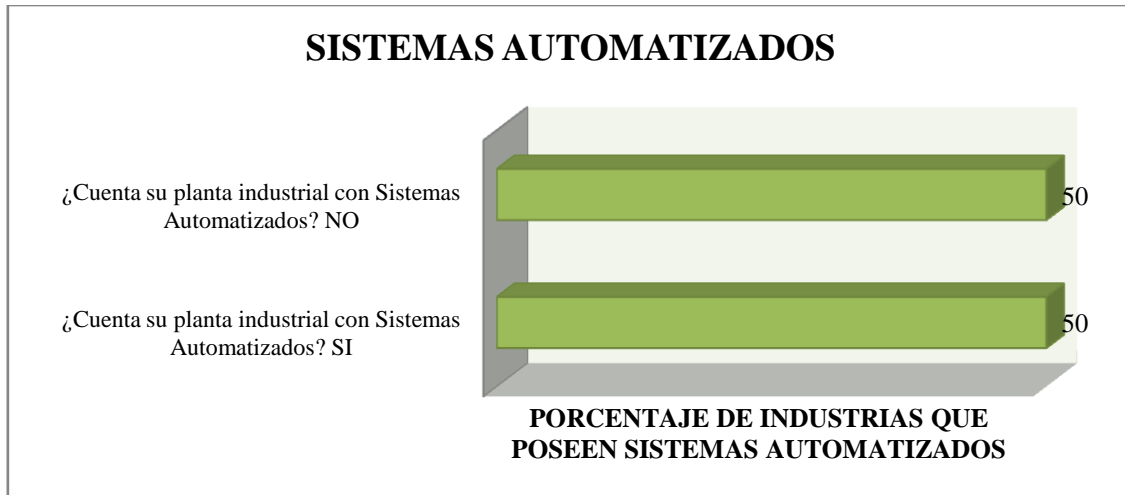 SISTEMAS AUTOMATIZADOS
¿Cuenta su planta industrial con Sistemas
Automatizados? NO
50
¿Cuenta su planta industrial con Sistemas
Automatizados? SI
50
PORCENTAJE DE INDUSTRIAS QUE
POSEEN SISTEMAS AUTOMATIZADOS